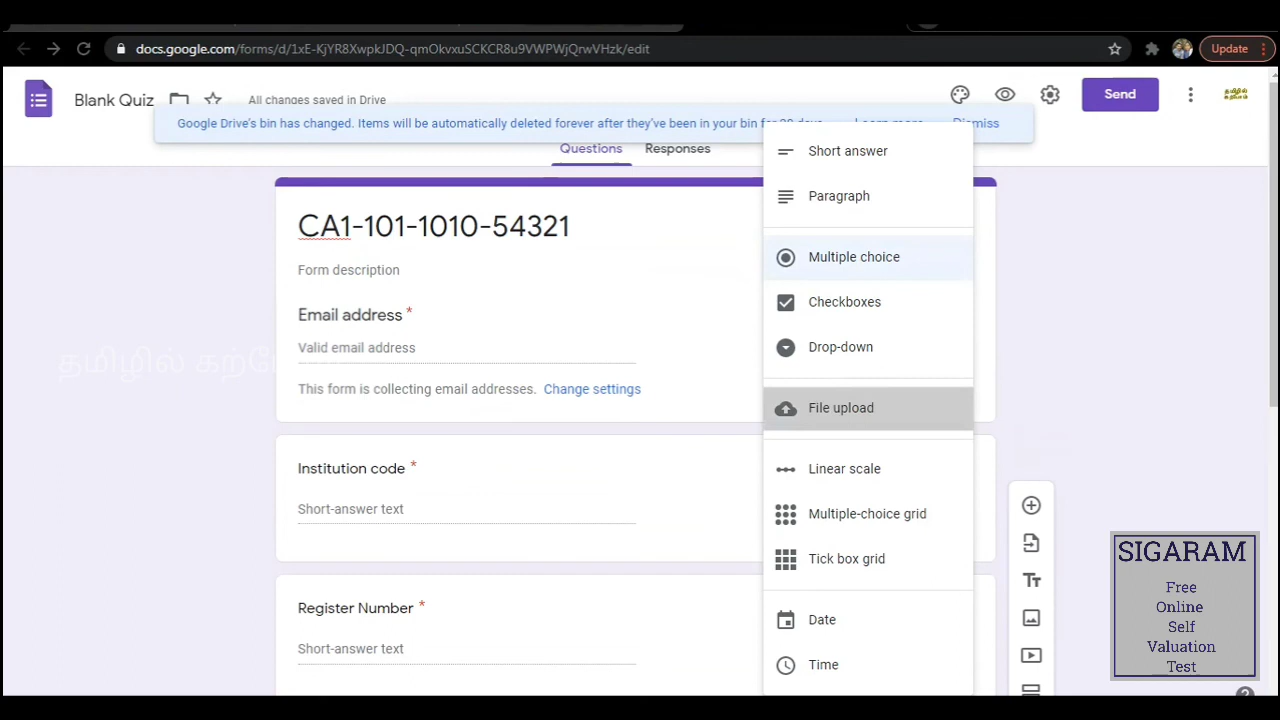 docs.google.com/forms/d/1xE-KjYR8XwpkJDQ-qmOkvxuSCKCR8u9VWPWjQrwVHzk/edit
Update
Blank Quiz
All changes saved in Drive
Send
தமிழில் கற்போம்
Google Drive's bin has changed. Items will be automatically deleted forever after they've been in your bin for 30 days. Learn more Dismiss
Questions Responses
CA1-101-1010-54321
Form description
Email address *
Valid email address
This form is collecting email addresses. Change settings
தமிழில்
Institution code *
Short-answer text
Register Number *
Short-answer text
Short answer
Paragraph
Multiple choice
Checkboxes
Drop-down
File upload
Linear scale
Multiple-choice grid
Tick box grid
Date
Time
Tт
SIGARAM
Free
Online
Self
Valuation
Test